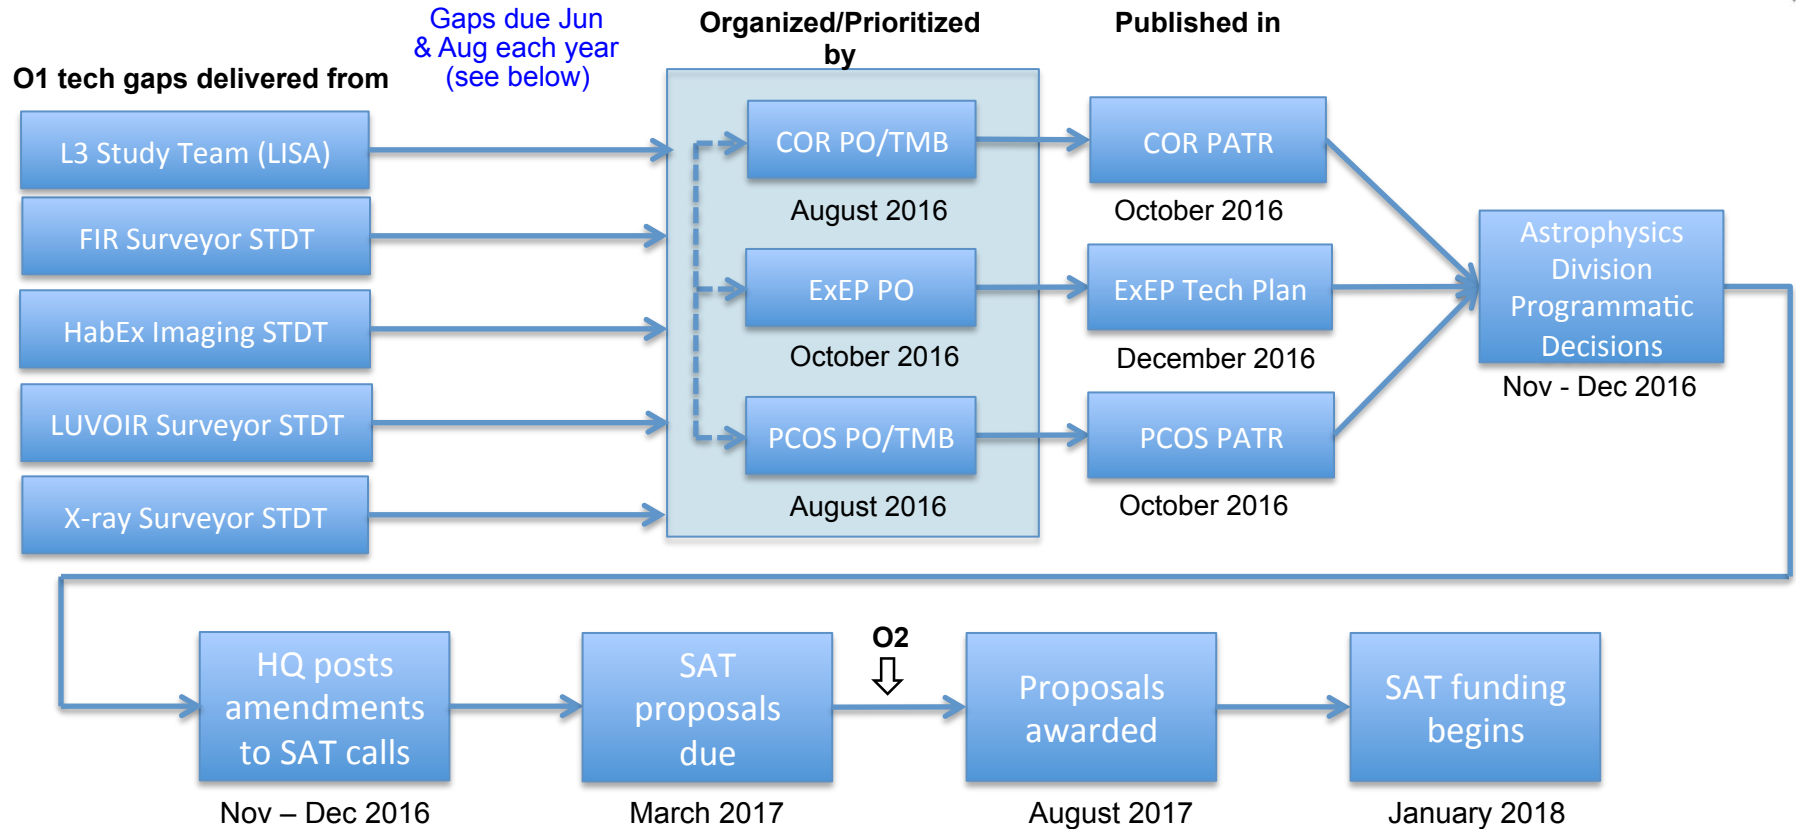 Gaps due Jun
& Aug each year
(see below)
Organized/Prioritized
by
Published in
O1 tech gaps delivered from
L3 Study Team (LISA)
FIR Surveyor STDT
HabEx Imaging STDT
LUVOIR Surveyor STDT
X-ray Surveyor STDT
COR PO/TMB
August 2016
ExEP PO
October 2016
PCOS PO/TMB
August 2016
COR PATR
October 2016
ExEP Tech Plan
December 2016
PCOS PATR
October 2016
Astrophysics
Division
Programmatic
Decisions
Nov - Dec 2016
HQ posts
amendments
to SAT calls
Nov – Dec 2016
SAT
proposals
due
March 2017
O2
Proposals
awarded
August 2017
SAT funding
begins
January 2018